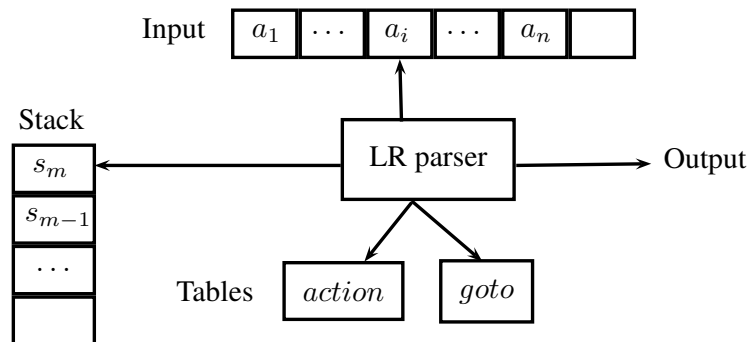 Input a₁ ⋯ aᵢ ⋯ aₙ
Stack
sₘ
LR parser
Output
sₘ₋₁
⋯
Tables action goto